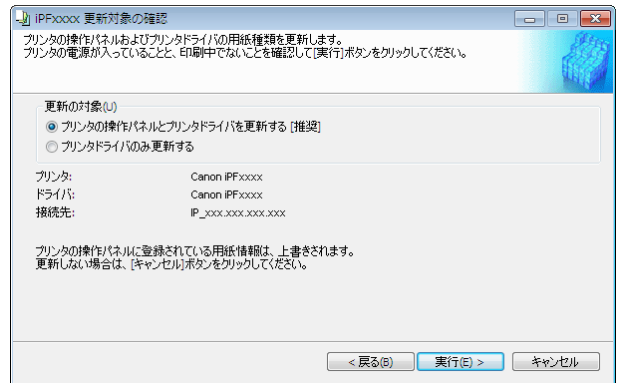 iPFxxxx 更新対象の確認
プリンタの操作パネルおよびプリンタドライバの用紙種類を更新します。
プリンタの電源が入っていることと、印刷中でないことを確認して[実行]ボタンをクリックしてください。
更新の対象(U)
プリンタの操作パネルとプリンタドライバを更新する [推奨]
プリンタドライバのみ更新する
プリンタ: Canon iPFxxxx
ドライバ: Canon iPFxxxx
接続先: IP_xxx.xxx.xxx.xxx
プリンタの操作パネルに登録されている用紙情報は、上書きされます。
更新しない場合は、[キャンセル]ボタンをクリックしてください。
< 戻る(B) 実行(E) > キャンセル